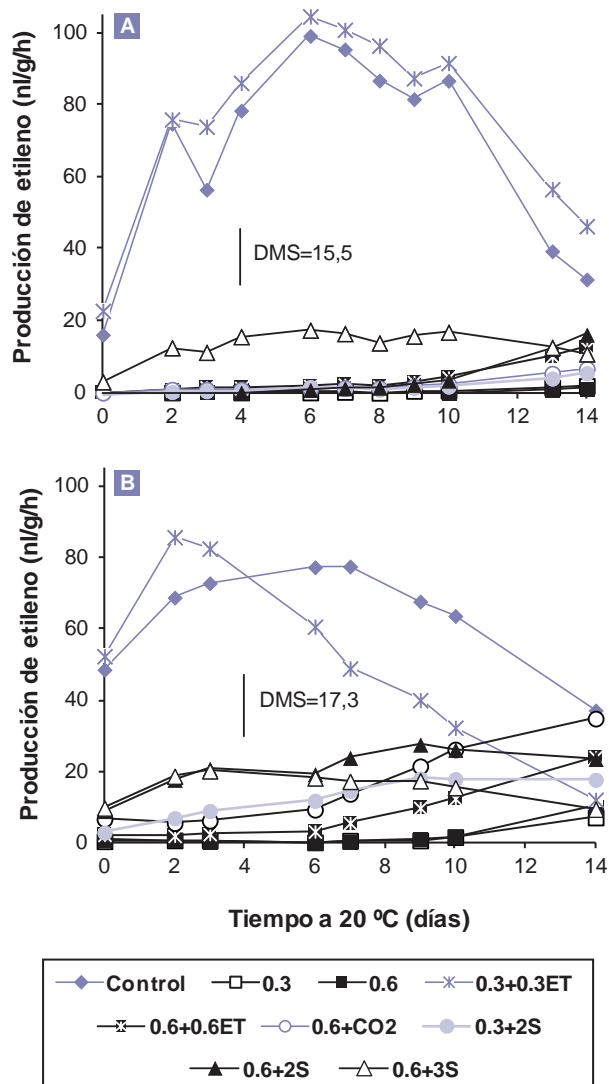 A
Producción de etileno (nl/g/h)
100
80
60
40
20
0
DMS=15,5
0 2 4 6 8 10 12 14
B
Producción de etileno (nl/g/h)
100
80
60
40
20
0
DMS=17,3
0 2 4 6 8 10 12 14
Tiempo a 20 ºC (días)
Control 0.3 0.6 0.3+0.3ET
0.6+0.6ET 0.6+CO2 0.3+2S
0.6+2S 0.6+3S